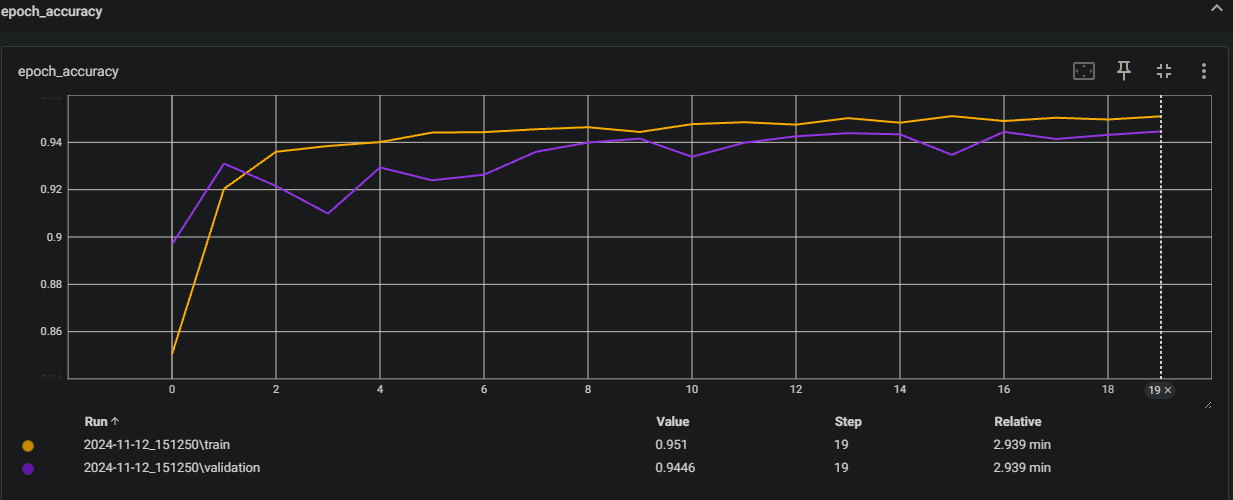 epoch_accuracy
epoch_accuracy
0.94
0.92
0.9
0.88
0.86
0 2 4 6 8 10 12 14 16 18 19 ×
Run ↑ Value Step Relative
2024-11-12_151250\train 0.951 19 2.939 min
2024-11-12_151250\validation 0.9446 19 2.939 min